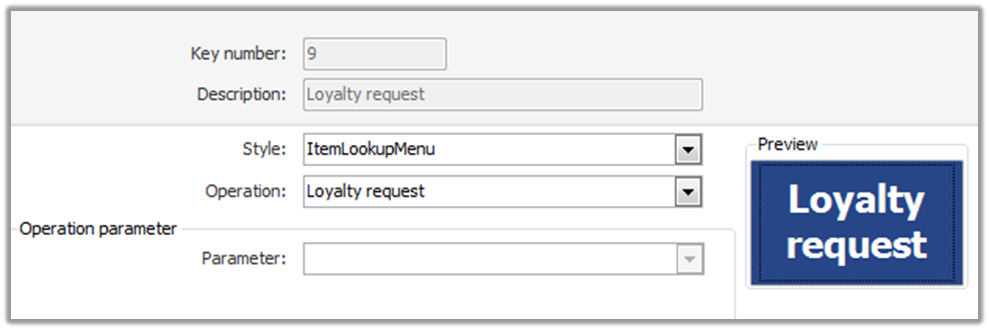 Key number: 9
Description: Loyalty request
Style: ItemLookupMenu
Operation: Loyalty request
Operation parameter
Parameter:
Preview
Loyalty
request